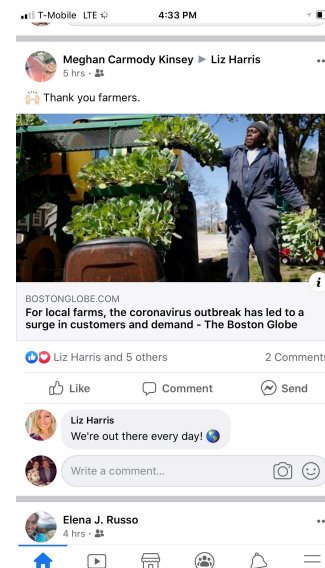 T-Mobile LTE 4:33 PM
Meghan Carmody Kinsey ▶ Liz Harris
5 hrs ·
🙌🏻 Thank you farmers.
i
BOSTONGLOBE.COM
For local farms, the coronavirus outbreak has led to a
surge in customers and demand - The Boston Globe
Liz Harris and 5 others 2 Comments
Like Comment Send
Liz Harris
We're out there every day! 🌎
Write a comment...
Elena J. Russo
4 hrs ·